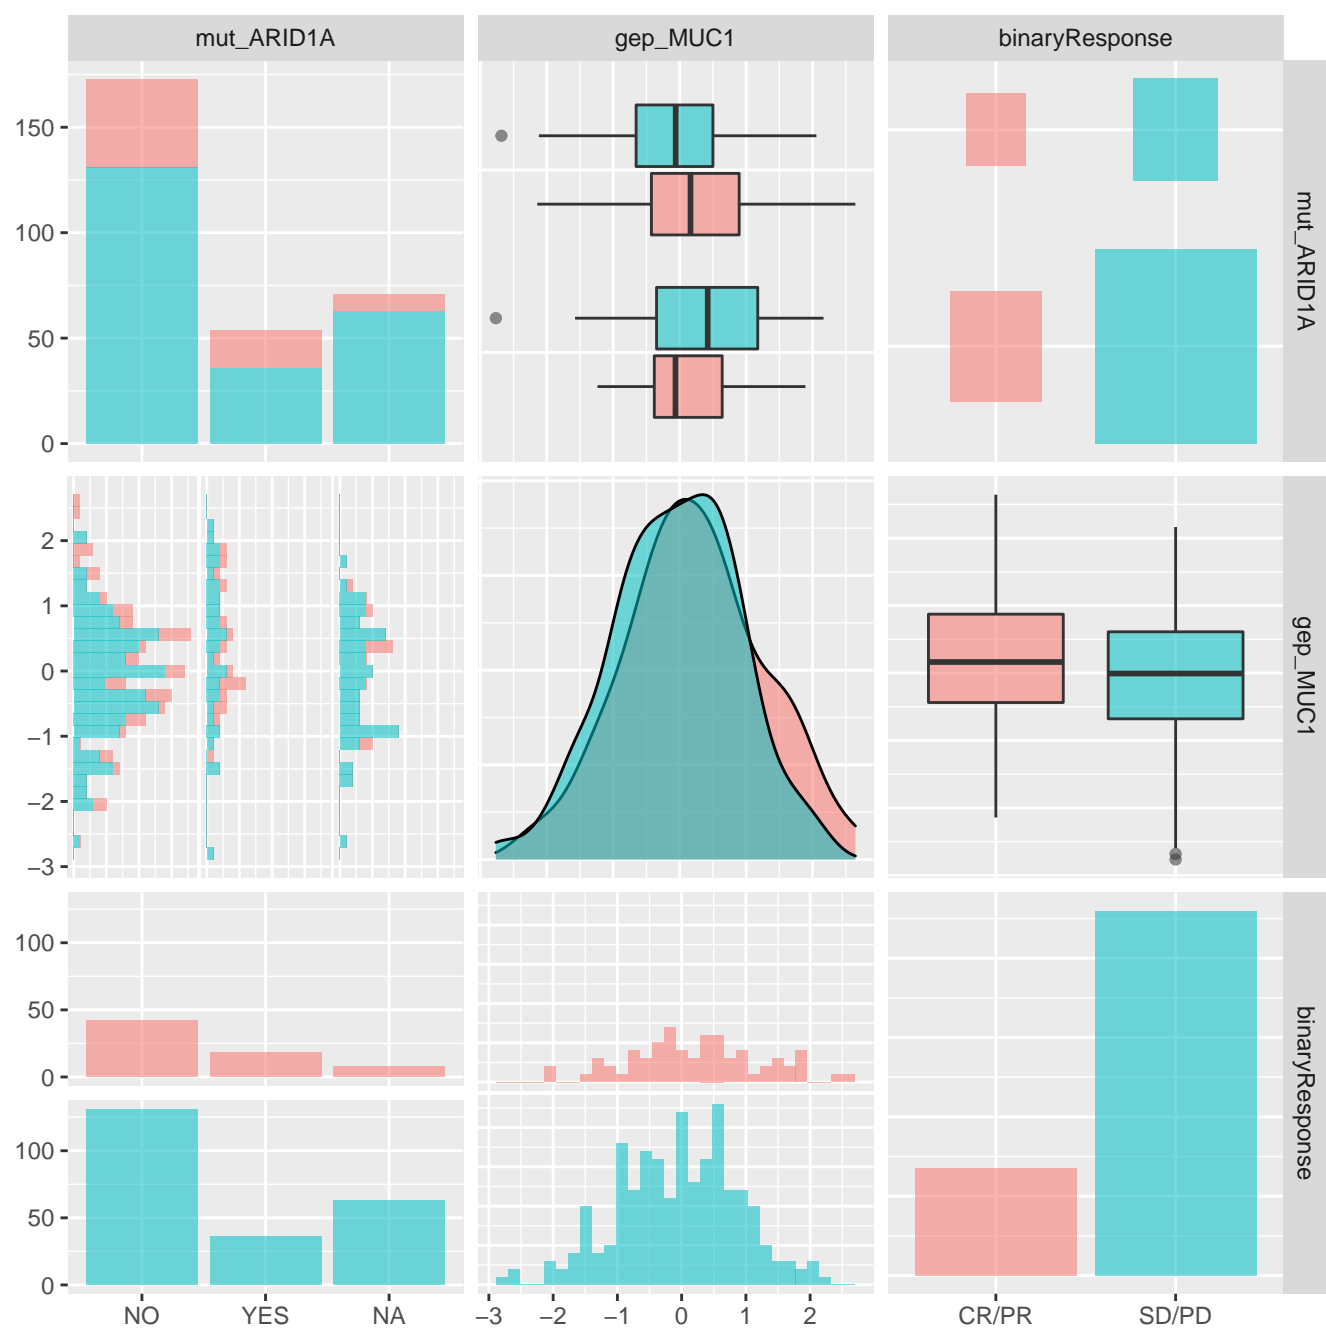 mut_ARID1A
gep_MUC1
binaryResponse
150
100
50
0
mut_ARID1A
2
1
0
−1
−2
−3
gep_MUC1
100
50
0
100
50
0
binaryResponse
NO
YES
NA
−3
−2
−1
0
1
2
CR/PR
SD/PD